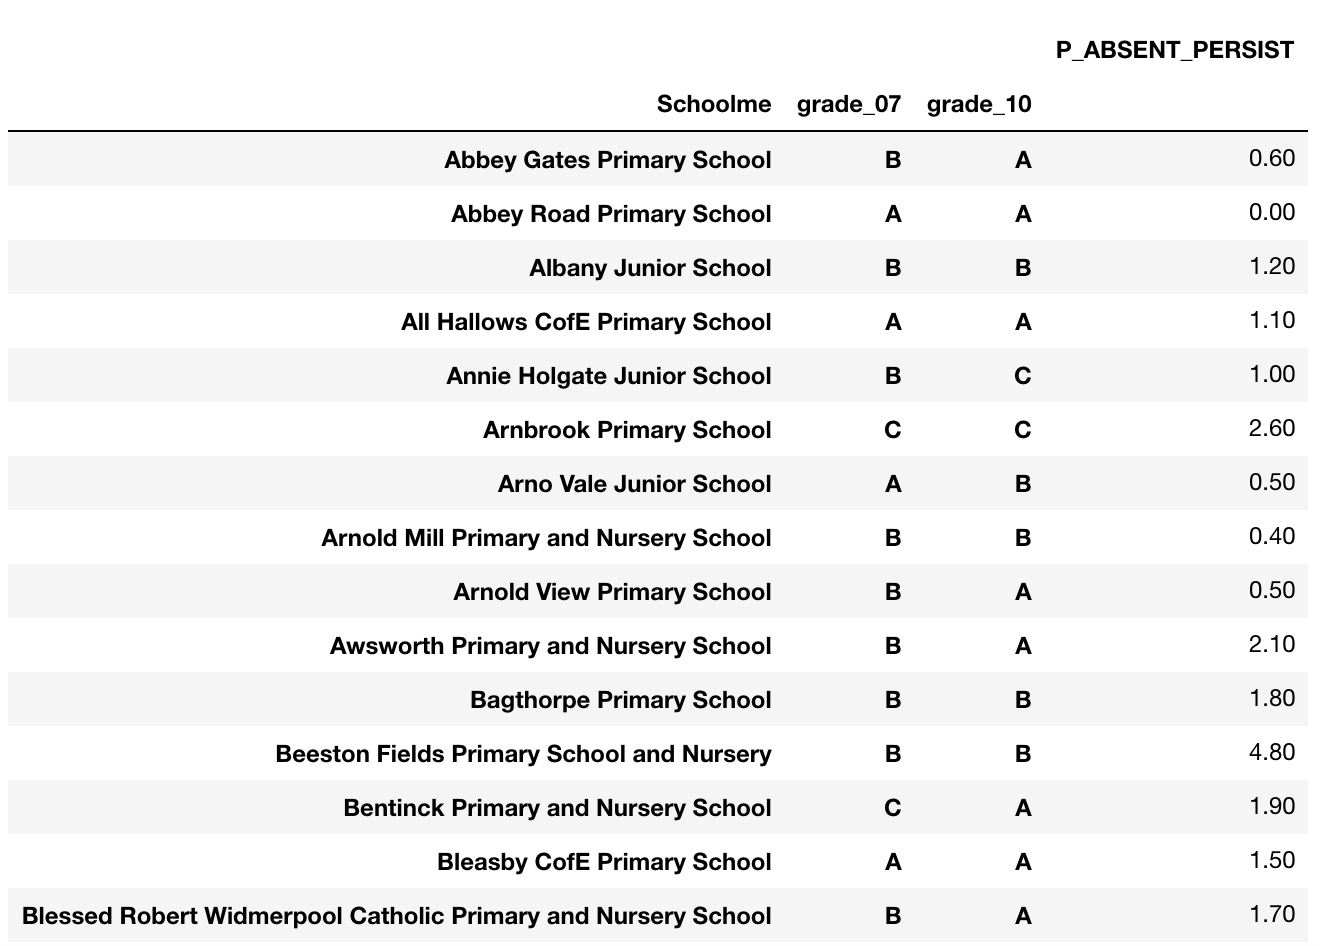 P_ABSENT_PERSIST
Schoolme grade_07 grade_10
Abbey Gates Primary School B A 0.60
Abbey Road Primary School A A 0.00
Albany Junior School B B 1.20
All Hallows CofE Primary School A A 1.10
Annie Holgate Junior School B C 1.00
Arnbrook Primary School C C 2.60
Arno Vale Junior School A B 0.50
Arnold Mill Primary and Nursery School B B 0.40
Arnold View Primary School B A 0.50
Awsworth Primary and Nursery School B A 2.10
Bagthorpe Primary School B B 1.80
Beeston Fields Primary School and Nursery B B 4.80
Bentinck Primary and Nursery School C A 1.90
Bleasby CofE Primary School A A 1.50
Blessed Robert Widmerpool Catholic Primary and Nursery School B A 1.70